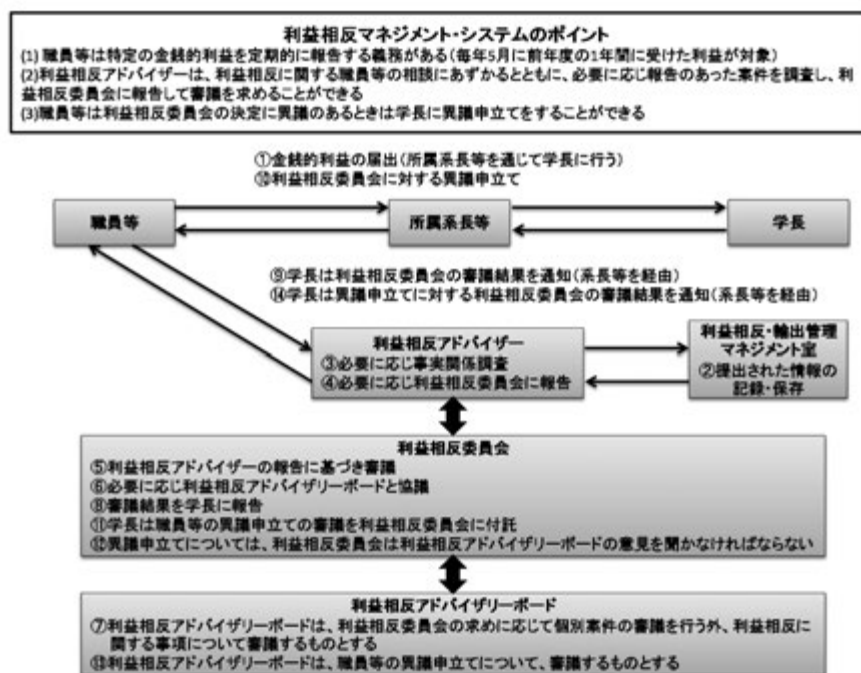 利益相反マネジメント・システムのポイント
(1) 職員等は特定の金銭的利益を定期的に報告する義務がある(毎年5月に前年度の1年間に受けた利益が対象)
(2)利益相反アドバイザーは、利益相反に関する職員等の相談にあずかるとともに、必要に応じ報告のあった案件を調査し、利
益相反委員会に報告して審議を求めることができる
(3)職員等は利益相反委員会の決定に異議のあるときは学長に異議申立てをすることができる
①金銭的利益の届出(所属系長等を通じて学長に行う)
⑩利益相反委員会に対する異議申立て
職員等
所属系長等
学長
⑨学長は利益相反委員会の審議結果を通知(系長等を経由)
⑭学長は異議申立てに対する利益相反委員会の審議結果を通知(系長等を経由)
利益相反アドバイザー
③必要に応じ事実関係調査
④必要に応じ利益相反委員会に報告
利益相反・輸出管理
マネジメント室
②提出された情報の
記録・保存
利益相反委員会
⑤利益相反アドバイザーの報告に基づき審議
⑥必要に応じ利益相反アドバイザリーボードと協議
⑧審議結果を学長に報告
⑪学長は職員等の異議申立ての審議を利益相反委員会に付託
⑫異議申立てについては、利益相反委員会は利益相反アドバイザリーボードの意見を聞かなければならない
利益相反アドバイザリーボード
⑦利益相反アドバイザリーボードは、利益相反委員会の求めに応じて個別案件の審議を行う外、利益相反に
関する事項について審議するものとする
⑬利益相反アドバイザリーボードは、職員等の異議申立てについて、審議するものとする